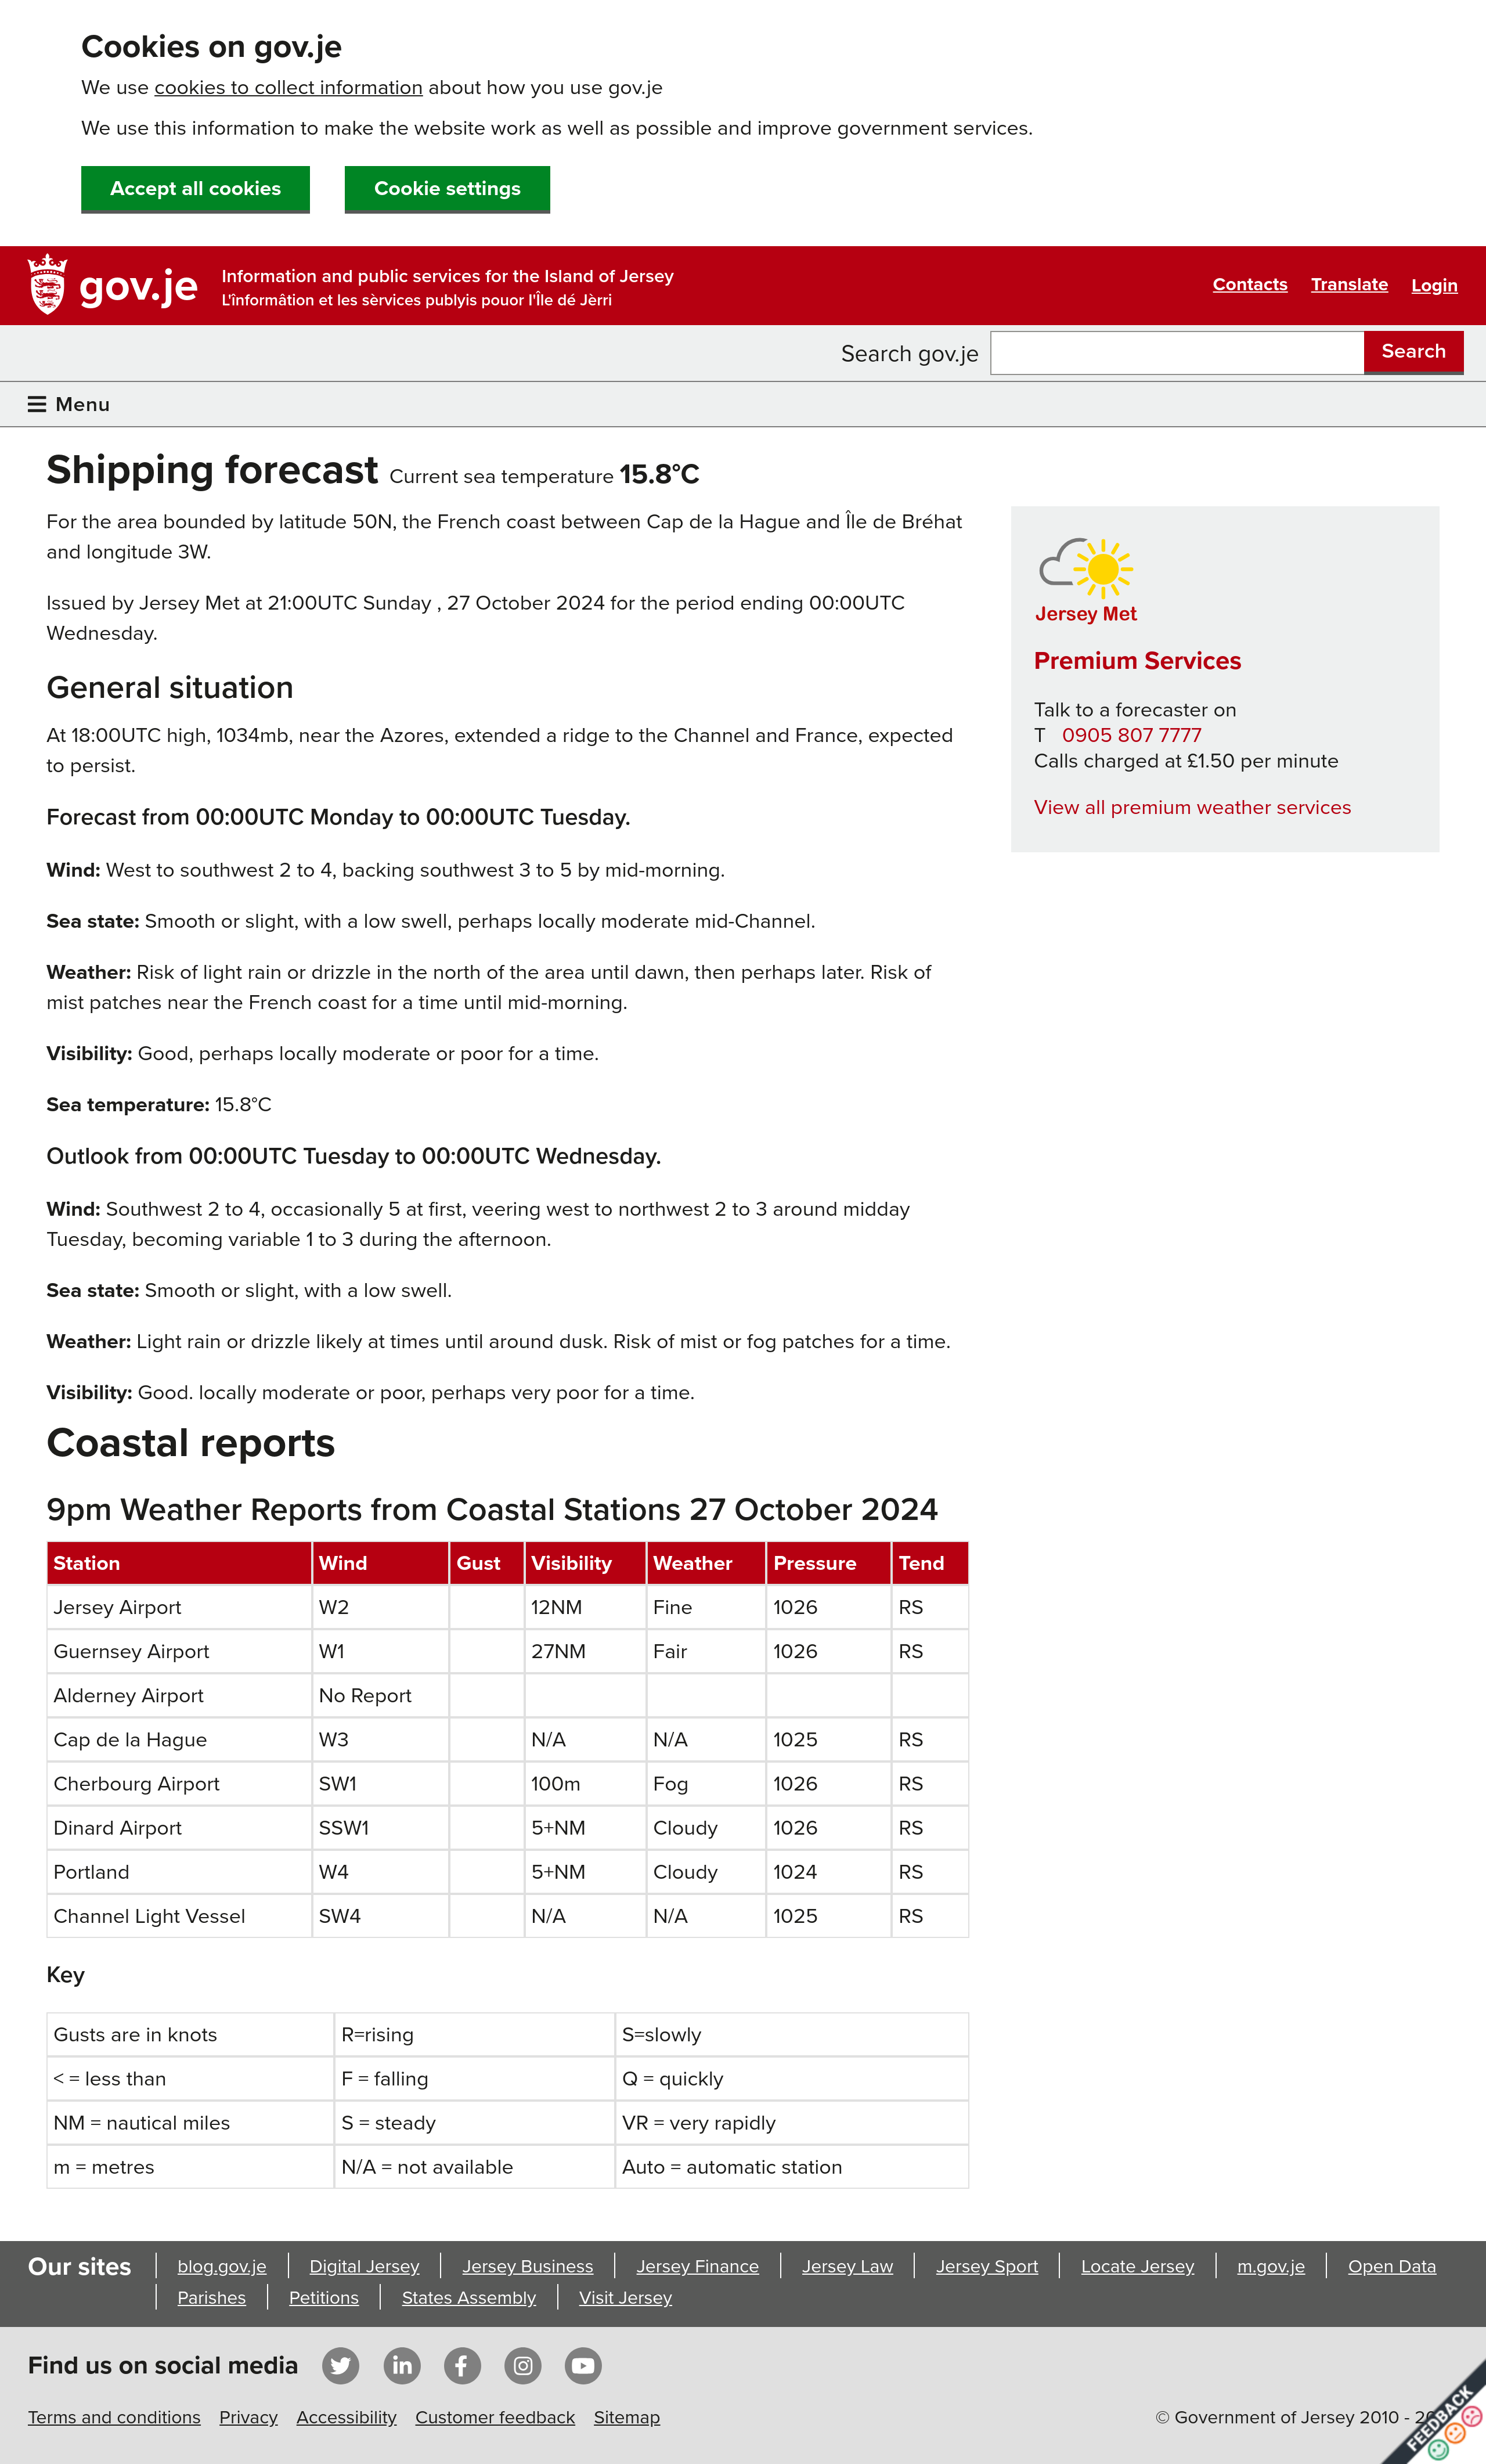 Cookies on gov.je
We use cookies to collect information about how you use gov.je
We use this information to make the website work as well as possible and improve government services.
Accept all cookies
Cookie settings
gov.je
Information and public services for the Island of Jersey
L'înformâtion et les sèrvices publyis pouor I'Île dé Jèrri
Contacts
Translate
Login
Search gov.je
Search
Menu
Shipping forecast Current sea temperature 15.8°C
For the area bounded by latitude 50N, the French coast between Cap de la Hague and Île de Bréhat
and longitude 3W.
Issued by Jersey Met at 21:00UTC Sunday , 27 October 2024 for the period ending 00:00UTC
Wednesday.
General situation
At 18:00UTC high, 1034mb, near the Azores, extended a ridge to the Channel and France, expected
to persist.
Forecast from 00:00UTC Monday to 00:00UTC Tuesday.
Wind: West to southwest 2 to 4, backing southwest 3 to 5 by mid-morning.
Sea state: Smooth or slight, with a low swell, perhaps locally moderate mid-Channel.
Weather: Risk of light rain or drizzle in the north of the area until dawn, then perhaps later. Risk of
mist patches near the French coast for a time until mid-morning.
Visibility: Good, perhaps locally moderate or poor for a time.
Sea temperature: 15.8°C
Outlook from 00:00UTC Tuesday to 00:00UTC Wednesday.
Wind: Southwest 2 to 4, occasionally 5 at first, veering west to northwest 2 to 3 around midday
Tuesday, becoming variable 1 to 3 during the afternoon.
Sea state: Smooth or slight, with a low swell.
Weather: Light rain or drizzle likely at times until around dusk. Risk of mist or fog patches for a time.
Visibility: Good. locally moderate or poor, perhaps very poor for a time.
Jersey Met
Premium Services
Talk to a forecaster on
T 0905 807 7777
Calls charged at £1.50 per minute
View all premium weather services
Coastal reports
9pm Weather Reports from Coastal Stations 27 October 2024
Station Wind Gust Visibility Weather Pressure Tend
Jersey Airport W2 12NM Fine 1026 RS
Guernsey Airport W1 27NM Fair 1026 RS
Alderney Airport No Report
Cap de la Hague W3 N/A N/A 1025 RS
Cherbourg Airport SW1 100m Fog 1026 RS
Dinard Airport SSW1 5+NM Cloudy 1026 RS
Portland W4 5+NM Cloudy 1024 RS
Channel Light Vessel SW4 N/A N/A 1025 RS
Key
Gusts are in knots R=rising S=slowly
< = less than F = falling Q = quickly
NM = nautical miles S = steady VR = very rapidly
m = metres N/A = not available Auto = automatic station
Our sites blog.gov.je Digital Jersey Jersey Business Jersey Finance Jersey Law Jersey Sport Locate Jersey m.gov.je Open Data
Parishes Petitions States Assembly Visit Jersey
Find us on social media
Terms and conditions Privacy Accessibility Customer feedback Sitemap
© Government of Jersey 2010 -
FEEDBACK